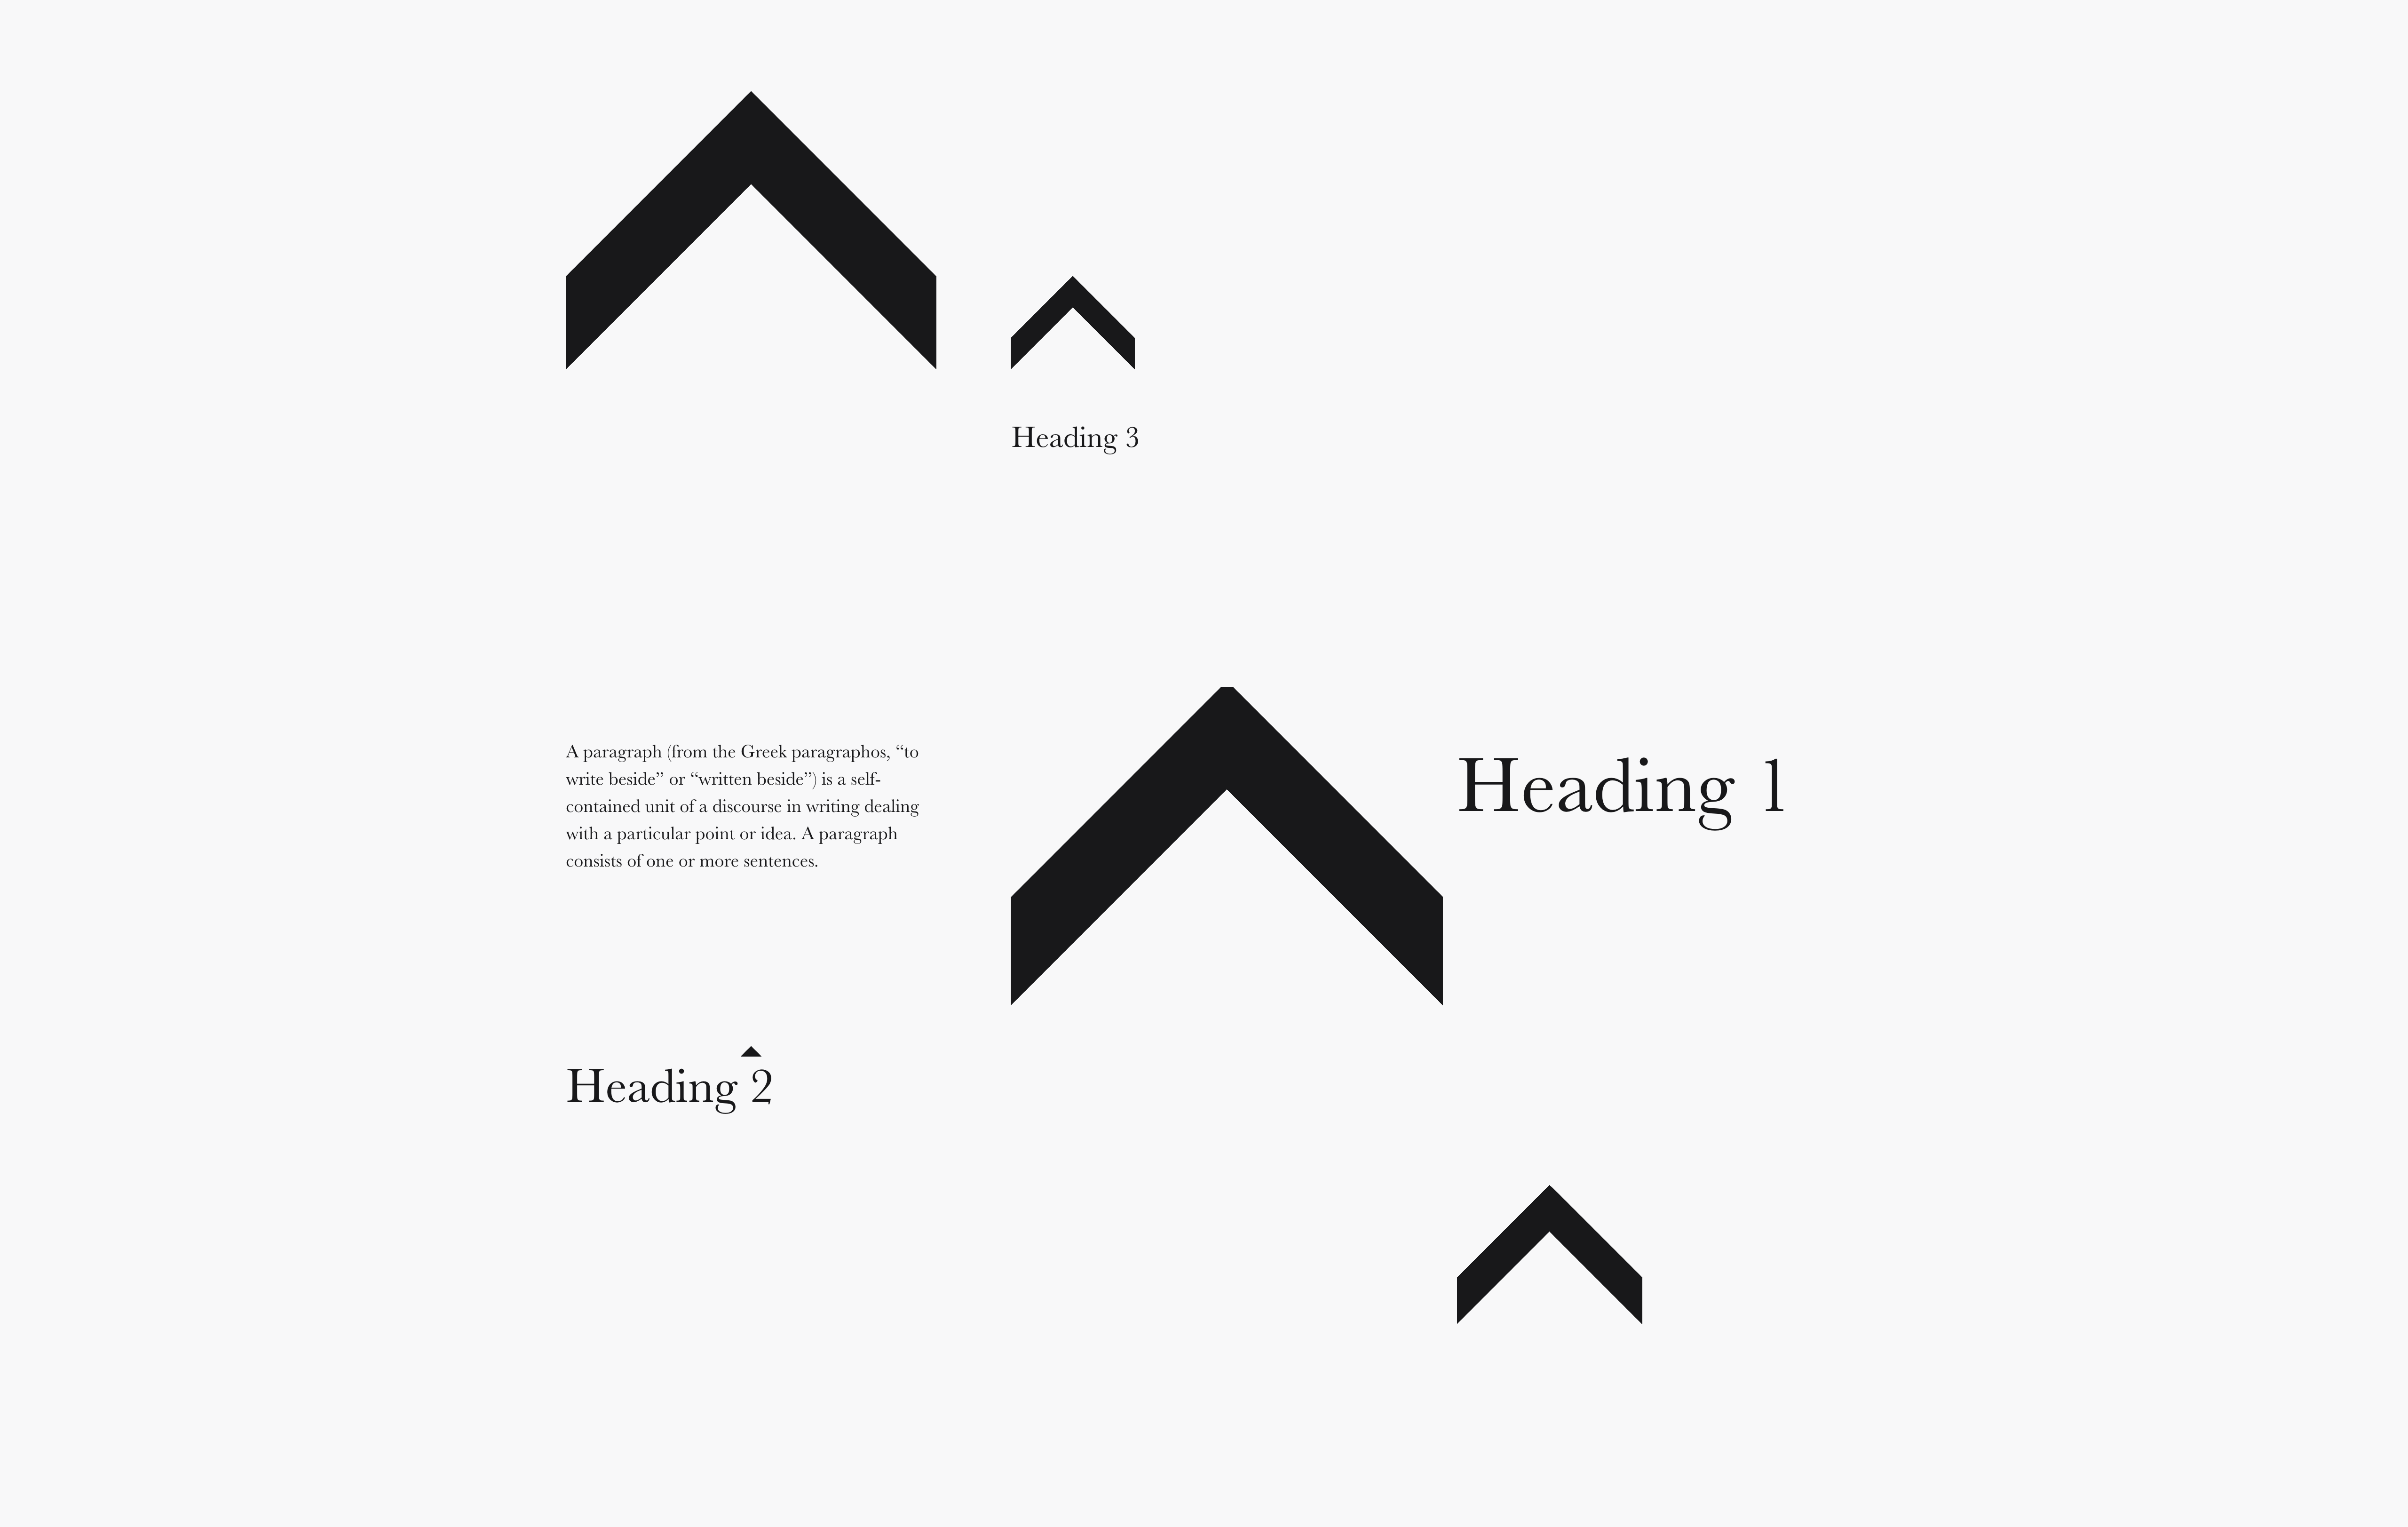 Heading 3
A paragraph (from the Greek paragraphos, “to
write beside” or “written beside”) is a self-
contained unit of a discourse in writing dealing
with a particular point or idea. A paragraph
consists of one or more sentences.
Heading 1
Heading 2